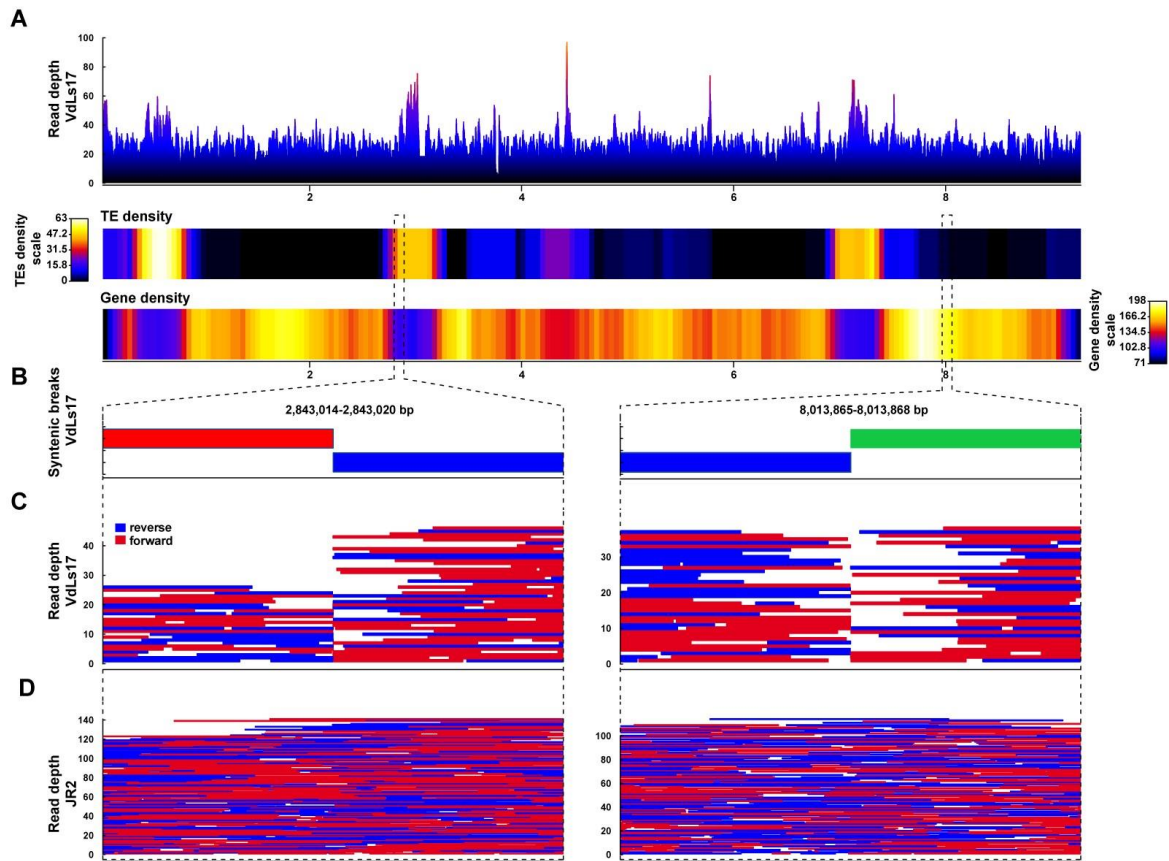 A
Read depth
VdLs17
100
80
60
40
20
0
2
4
6
8
TE density
TEs density
scale
63
47.2
31.5
15.8
0
Gene density
Gene density
scale
198
166.2
134.5
102.8
71
2
4
6
8
B
Syntenic breaks
VdLs17
2,843,014-2,843,020 bp
8,013,865-8,013,868 bp
C
Read depth
VdLs17
reverse
forward
40
30
20
10
0
30
20
10
0
D
Read depth
JR2
140
120
100
80
60
40
20
0
100
80
60
40
20
0